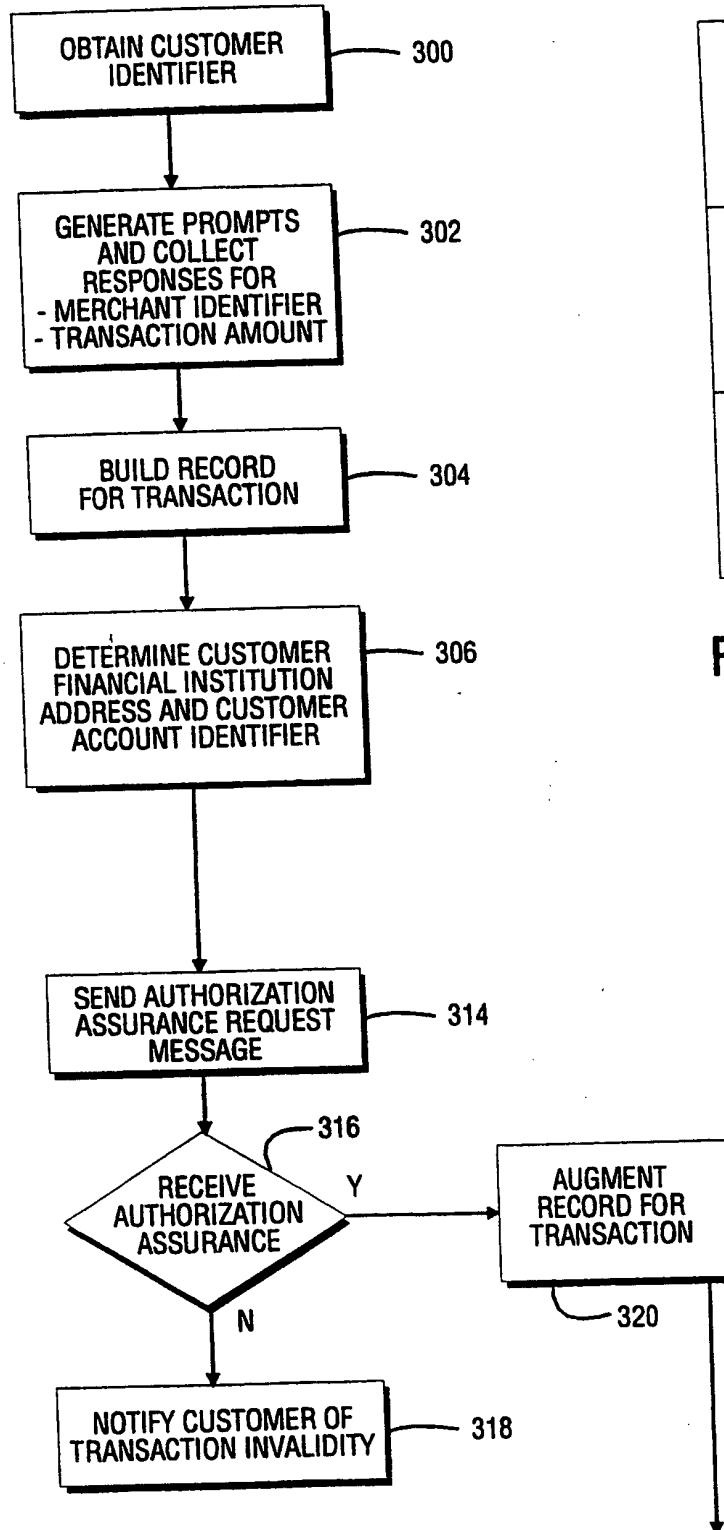 OBTAIN CUSTOMER
IDENTIFIER
300
GENERATE PROMPTS
AND COLLECT
RESPONSES FOR
- MERCHANT IDENTIFIER
- TRANSACTION AMOUNT
302
BUILD RECORD
FOR TRANSACTION
304
DETERMINE CUSTOMER
FINANCIAL INSTITUTION
ADDRESS AND CUSTOMER
ACCOUNT IDENTIFIER
306
SEND AUTHORIZATION
ASSURANCE REQUEST
MESSAGE
314
316
RECEIVE
AUTHORIZATION
ASSURANCE
Y
N
AUGMENT
RECORD FOR
TRANSACTION
320
NOTIFY CUSTOMER OF
TRANSACTION INVALIDITY
318